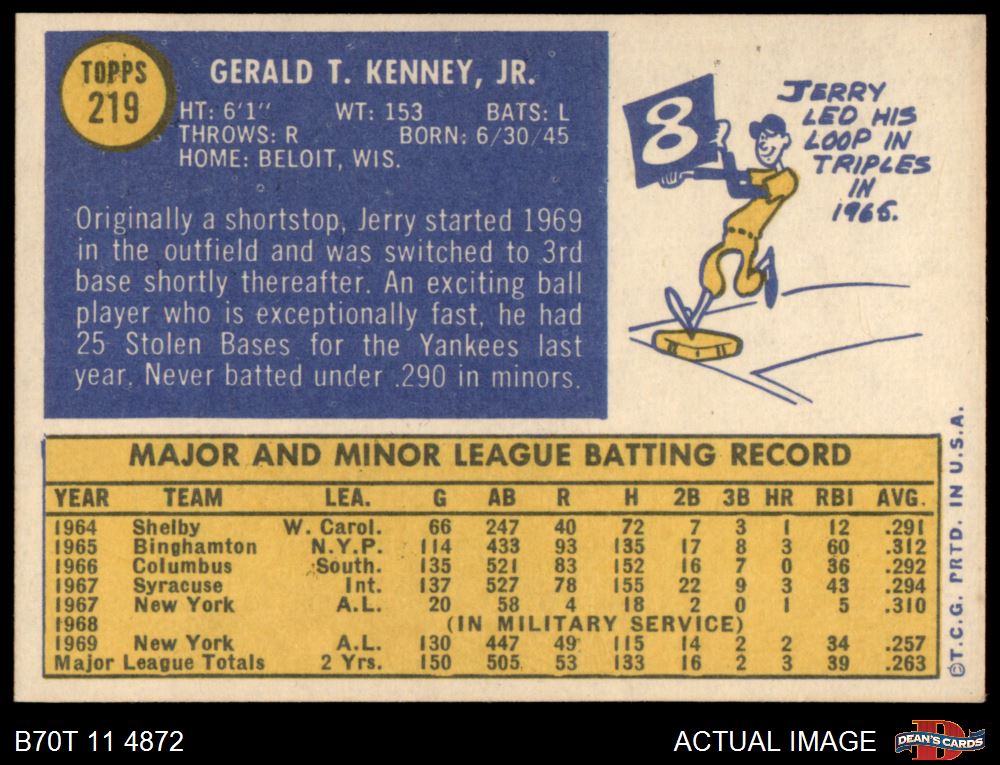 TOPPS
219
GERALD T. KENNEY, JR.
HT: 6'1" WT: 153 BATS: L
THROWS: R BORN: 6/30/45
HOME: BELOIT, WIS.
Originally a shortstop, Jerry started 1969
in the outfield and was switched to 3rd
base shortly thereafter. An exciting ball
player who is exceptionally fast, he had
25 Stolen Bases for the Yankees last
year. Never batted under .290 in minors.
8
JERRY
LED HIS
LOOP IN
TRIPLES
IN
1965.
MAJOR AND MINOR LEAGUE BATTING RECORD
YEAR TEAM LEA. G AB R H 2B 3B HR RBI AVG.
1964 Shelby W. Carol. 66 247 40 72 7 3 1 12 .291
1965 Binghamton N.Y.P. 114 433 93 135 17 8 3 60 .312
1966 Columbus South. 135 521 83 152 16 7 0 36 .292
1967 Syracuse Int. 137 527 78 155 22 9 3 43 .294
1967 New York A.L. 20 58 4 18 2 0 1 5 .310
1968 (IN MILITARY SERVICE)
1969 New York A.L. 130 447 49 115 14 2 2 34 .257
Major League Totals 2 Yrs. 150 505 53 133 16 2 3 39 .263
©T.C.G. PRTD. IN U.S.A.
B70T 11 4872
ACTUAL IMAGE
DEAN'S CARDS